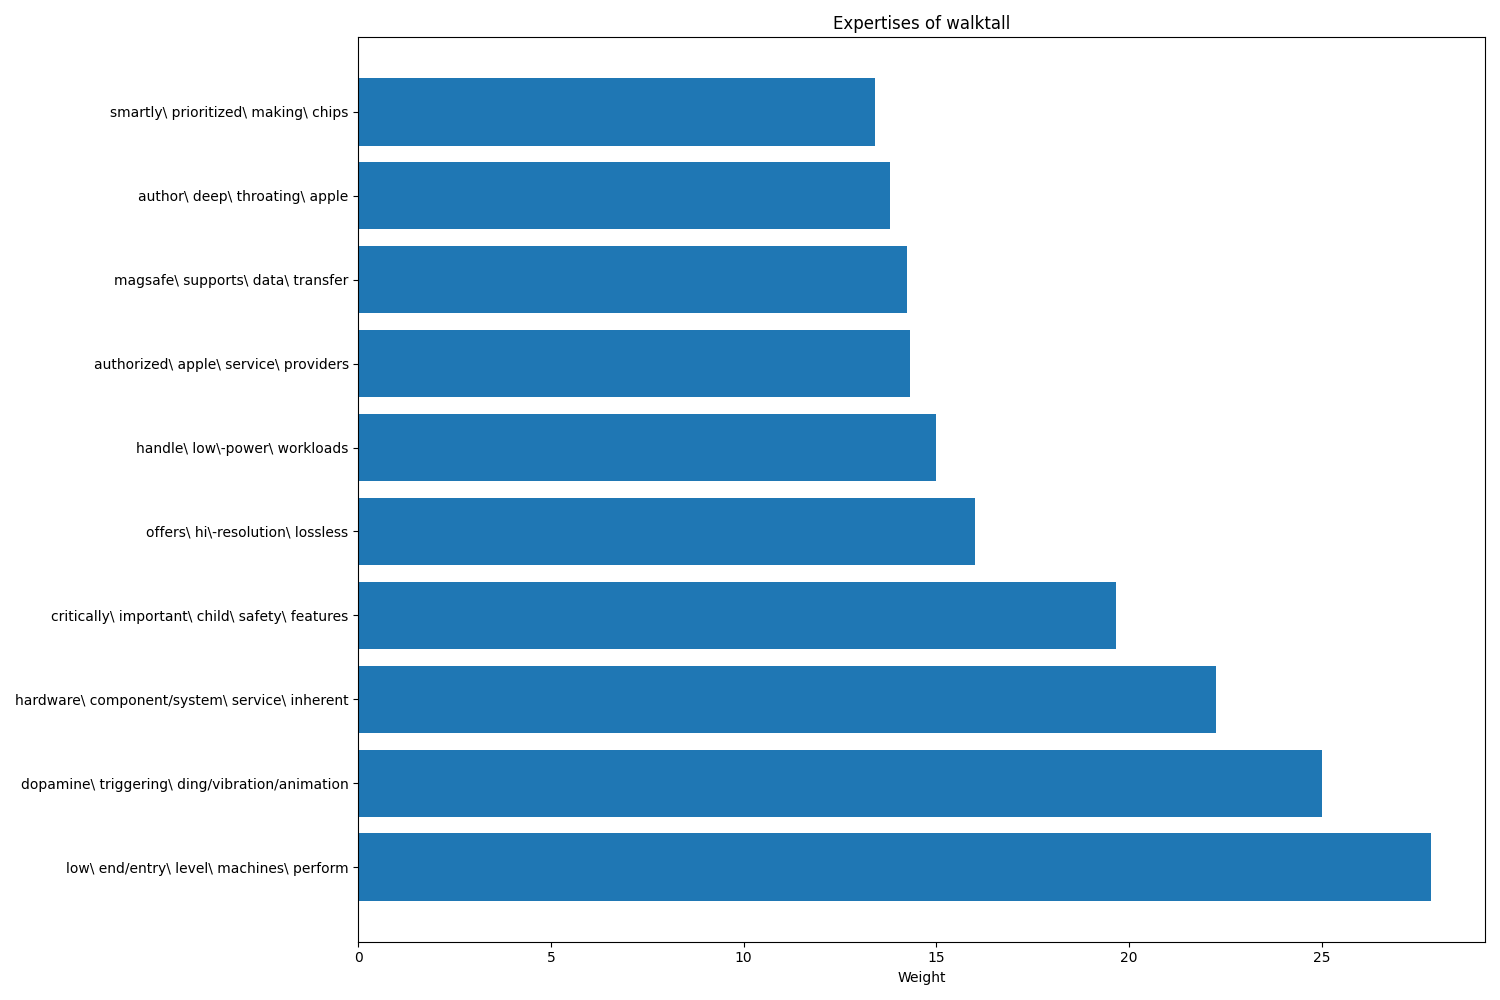 Expertises of walktall
smartly\ prioritized\ making\ chips
author\ deep\ throating\ apple
magsafe\ supports\ data\ transfer
authorized\ apple\ service\ providers
handle\ low\-power\ workloads
offers\ hi\-resolution\ lossless
critically\ important\ child\ safety\ features
hardware\ component/system\ service\ inherent
dopamine\ triggering\ ding/vibration/animation
low\ end/entry\ level\ machines\ perform
0 5 10 15 20 25
Weight